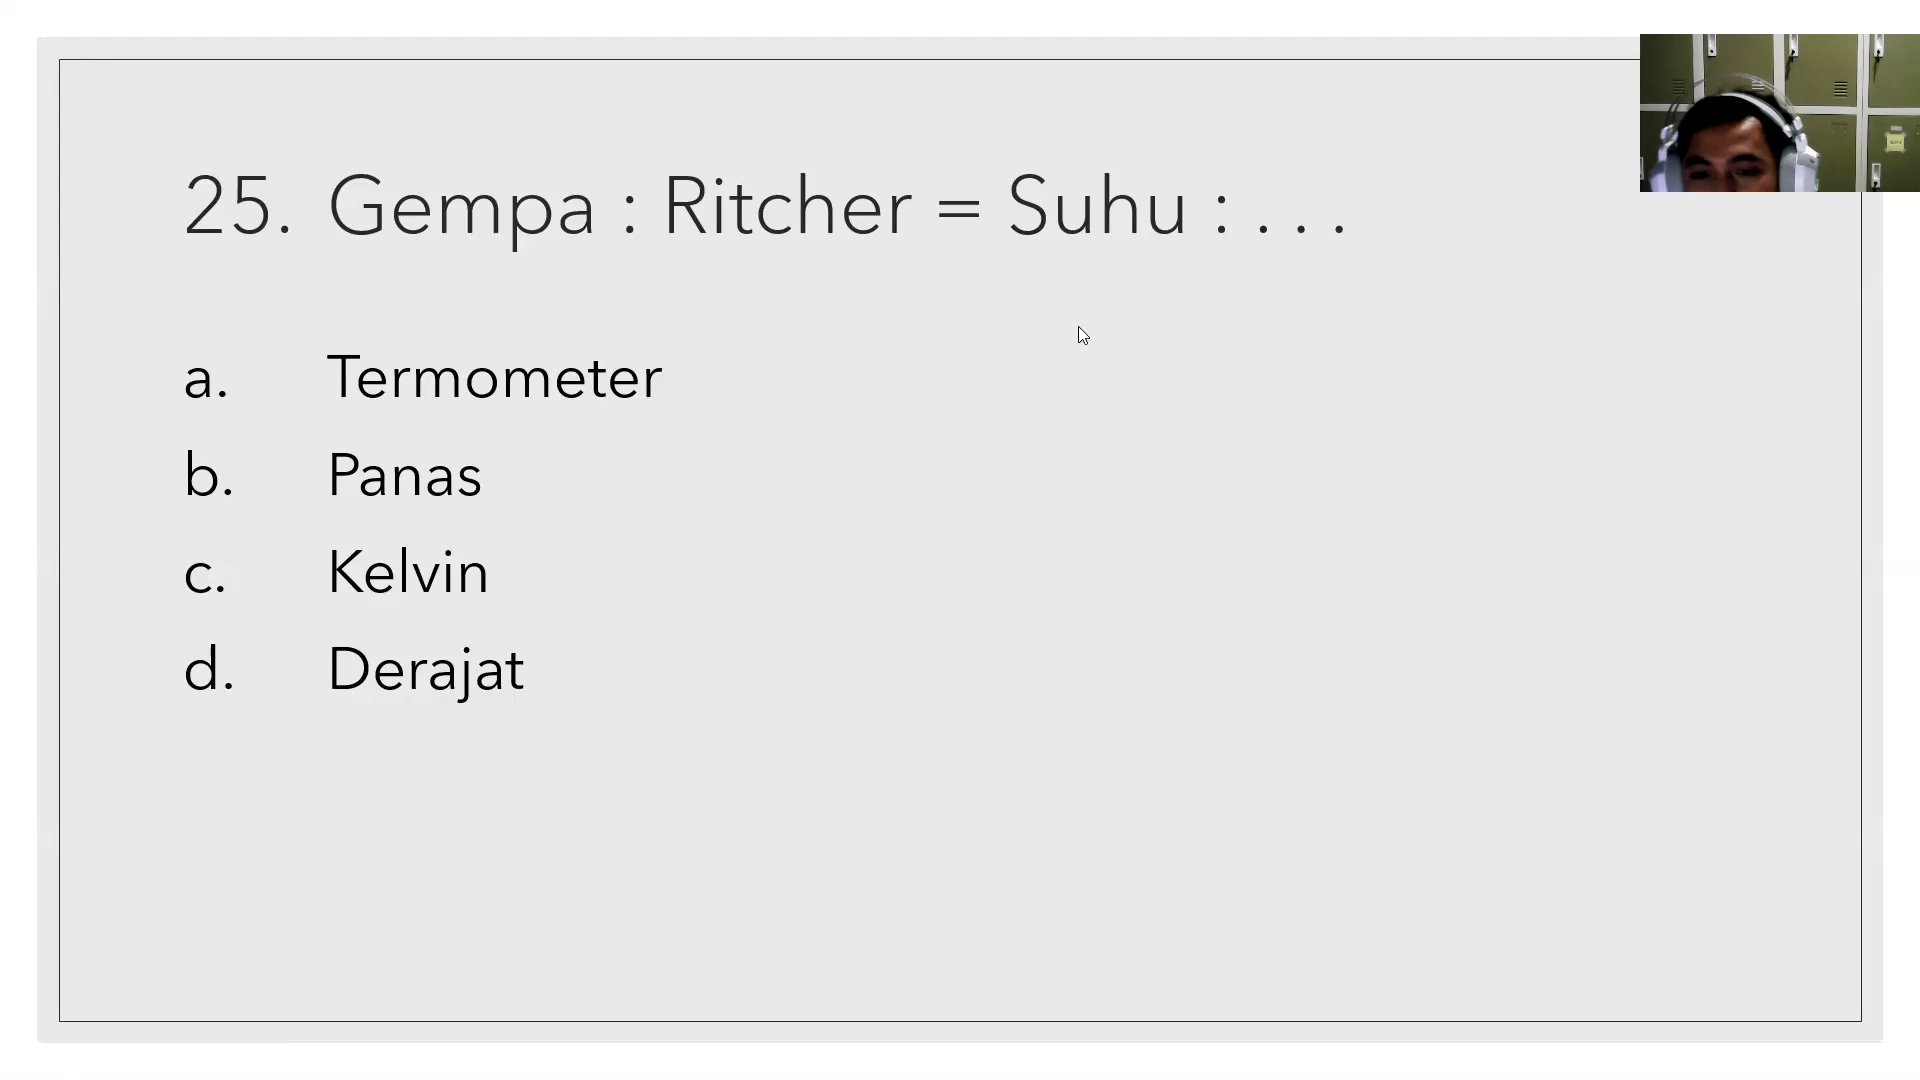 25. Gempa : Ritcher = Suhu : . . .
a. Termometer
b. Panas
c. Kelvin
d. Derajat